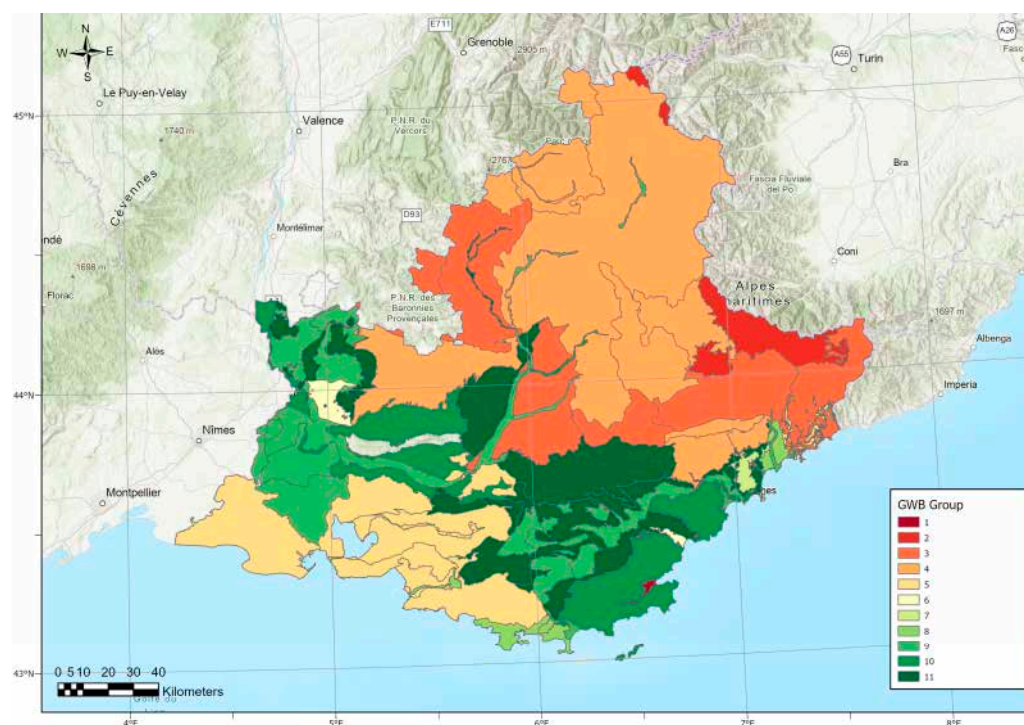 N
W E
S
E711
Grenoble
2905 m
A55
Turin
A26
Le Puy-en-Velay
45°N
Valence
P.N.R. du
Vercors
1740 m
2767
Bra
Fascia Fluviale
del Po
Cévennes
D93
Montélimar
Coni
1698 m
Florac
P.N.R. des
Baronnies
Provençales
Alpes
maritimes
1697 m
Albenga
Alès
Imperia
44°N
Nîmes
Montpellier
GWB Group
1
2
3
4
5
6
7
8
9
10
11
43°N
0 5 10 20 30 40
Kilometers
4°E 5°E 6°E 7°E 8°E